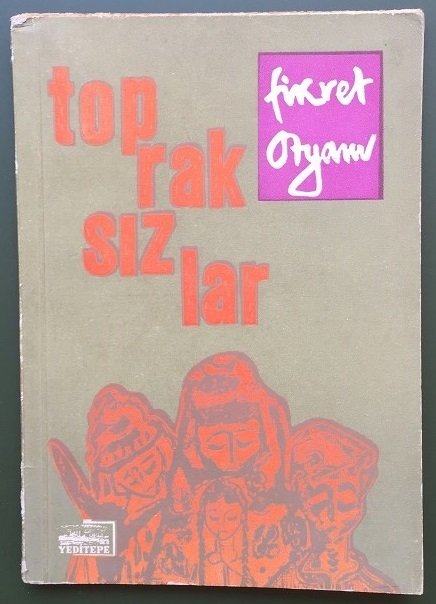 top
rak
sız
lar
fikret
Otyam
YEDİTEPE